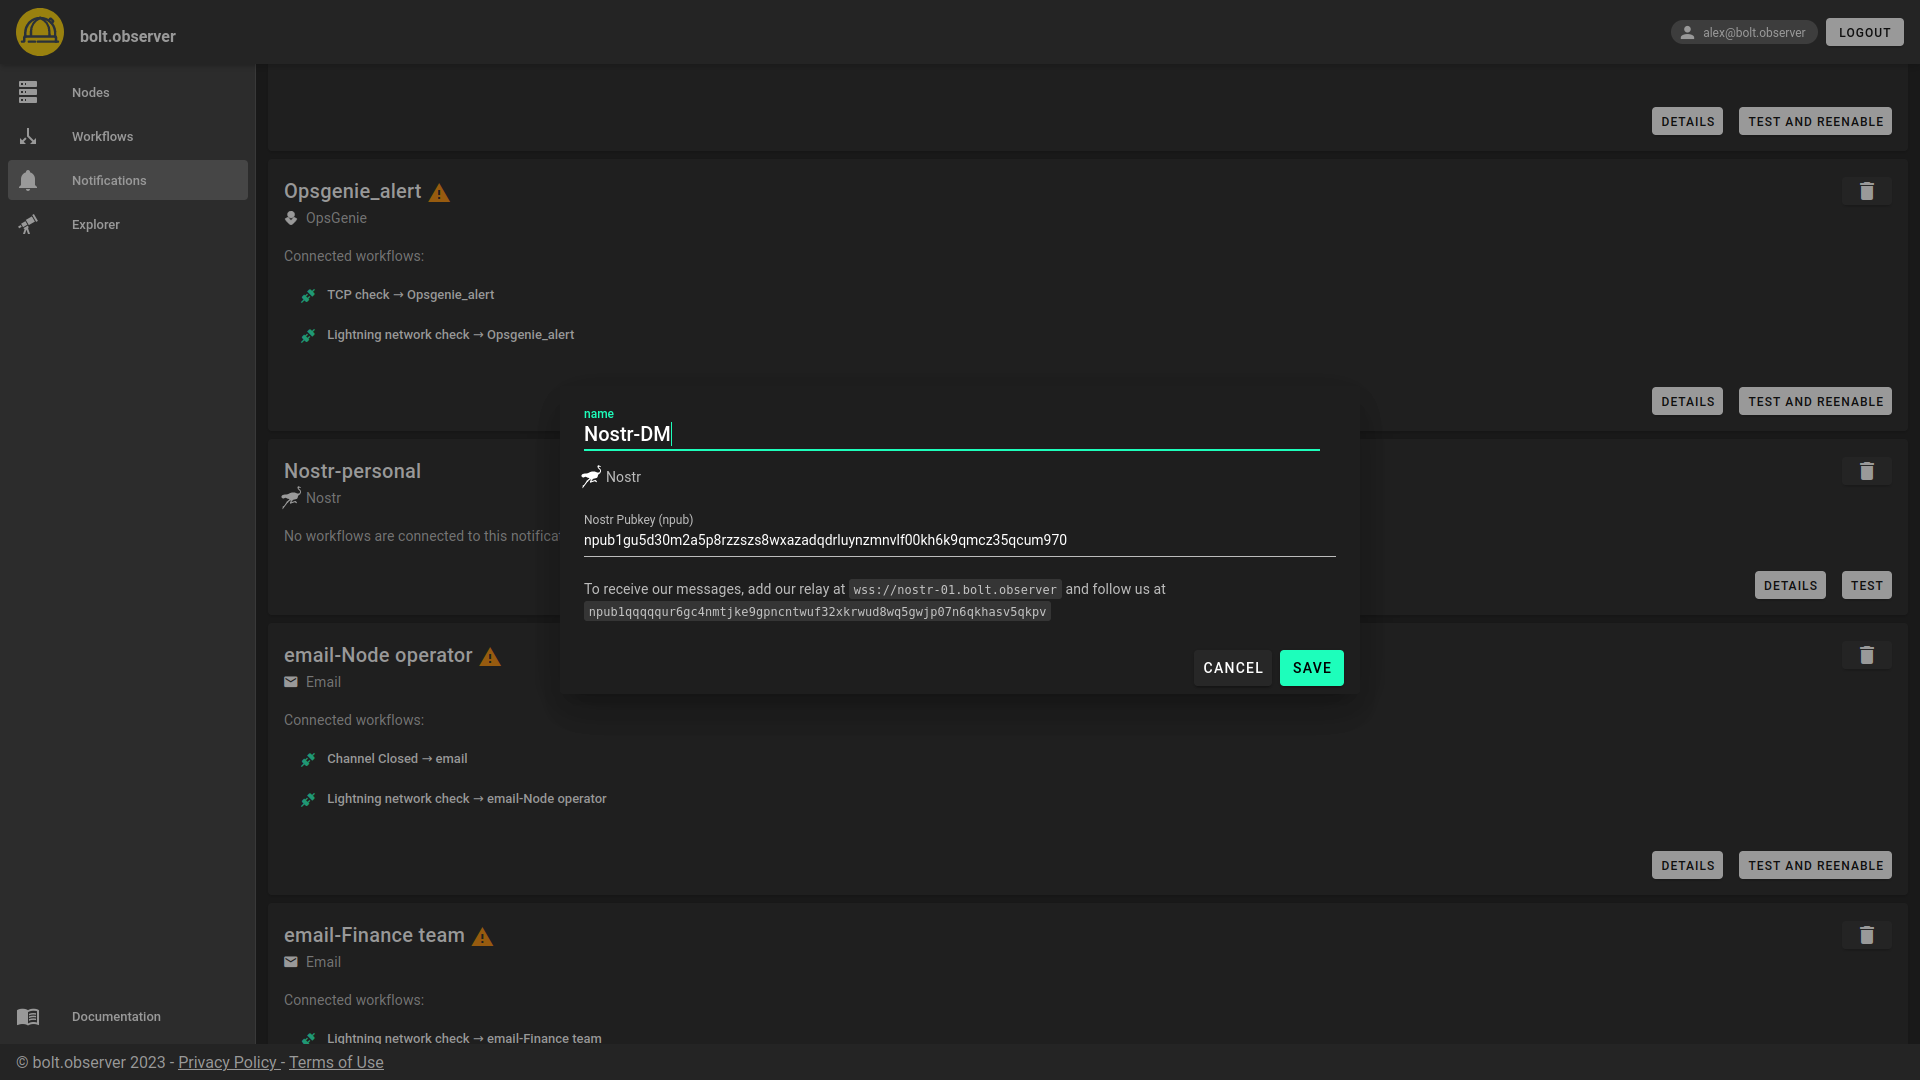 bolt.observer
alex@bolt.observer
LOGOUT
Nodes
Workflows
Notifications
Explorer
Documentation
DETAILS
TEST AND REENABLE
Opsgenie_alert
OpsGenie
Connected workflows:
TCP check → Opsgenie_alert
Lightning network check → Opsgenie_alert
DETAILS
TEST AND REENABLE
Nostr-personal
Nostr
No workflows are connected to this notifica
DETAILS
TEST
name
Nostr-DM
Nostr
Nostr Pubkey (npub)
npub1gu5d30m2a5p8rzzszs8wxazadqdrluynzmnvlf00kh6k9qmcz35qcum970
To receive our messages, add our relay at wss://nostr-01.bolt.observer and follow us at
npub1qqqqqur6gc4nmtjke9gpncntwuf32xkrwud8wq5gwjp07n6qkhasv5qkpv
CANCEL
SAVE
email-Node operator
Email
Connected workflows:
Channel Closed → email
Lightning network check → email-Node operator
DETAILS
TEST AND REENABLE
email-Finance team
Email
Connected workflows:
Lightning network check → email-Finance team
© bolt.observer 2023 - Privacy Policy - Terms of Use